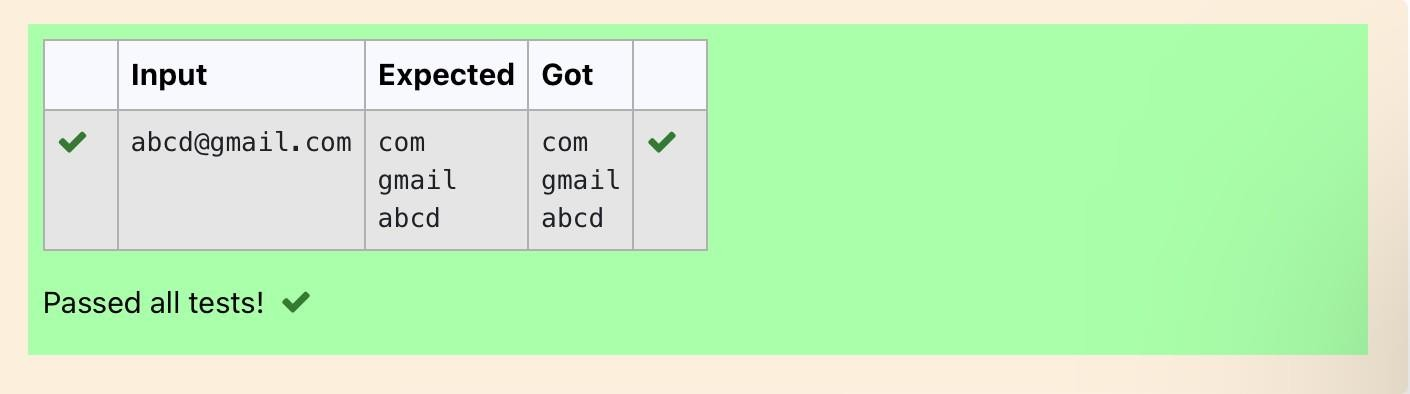 Input Expected Got
abcd@gmail.com com com
gmail gmail
abcd abcd
Passed all tests!